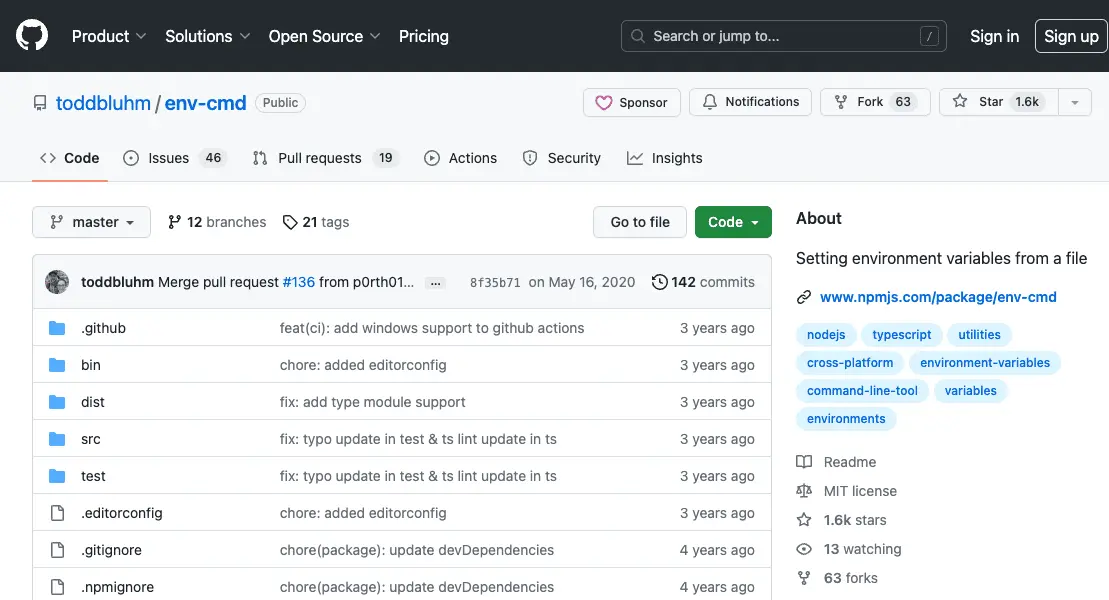 Product Solutions Open Source Pricing Search or jump to... / Sign in Sign up
toddbluhm / env-cmd Public Sponsor Notifications Fork 63 Star 1.6k
Code Issues 46 Pull requests 19 Actions Security Insights
master 12 branches 21 tags Go to file Code
toddbluhm Merge pull request #136 from p0rth01... ... 8f35b71 on May 16, 2020 142 commits
.github feat(ci): add windows support to github actions 3 years ago
bin chore: added editorconfig 3 years ago
dist fix: add type module support 3 years ago
src fix: typo update in test & ts lint update in ts 3 years ago
test fix: typo update in test & ts lint update in ts 3 years ago
.editorconfig chore: added editorconfig 3 years ago
.gitignore chore(package): update devDependencies 4 years ago
.npmignore chore(package): update devDependencies 4 years ago
About
Setting environment variables from a file
www.npmjs.com/package/env-cmd
nodejs typescript utilities
cross-platform environment-variables
command-line-tool variables
environments
Readme
MIT license
1.6k stars
13 watching
63 forks